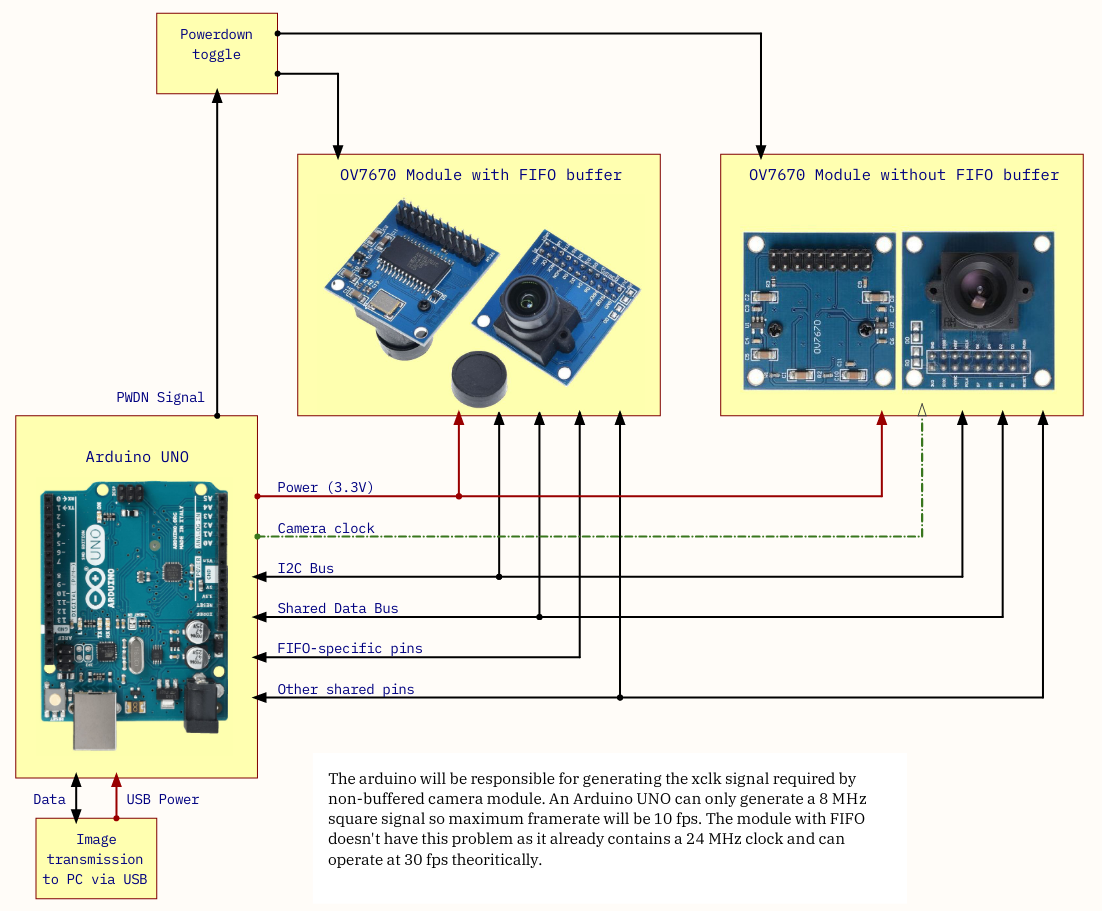 Powerdown
toggle
OV7670 Module with FIFO buffer
OV7670 Module without FIFO buffer
OV7670
PWDN Signal
Arduino UNO
UNO
ARDUINO
Power (3.3V)
Camera clock
I2C Bus
Shared Data Bus
FIFO-specific pins
Other shared pins
Data
USB Power
Image
transmission
to PC via USB
The arduino will be responsible for generating the xclk signal required by
non-buffered camera module. An Arduino UNO can only generate a 8 MHz
square signal so maximum framerate will be 10 fps. The module with FIFO
doesn't have this problem as it already contains a 24 MHz clock and can
operate at 30 fps theoritically.